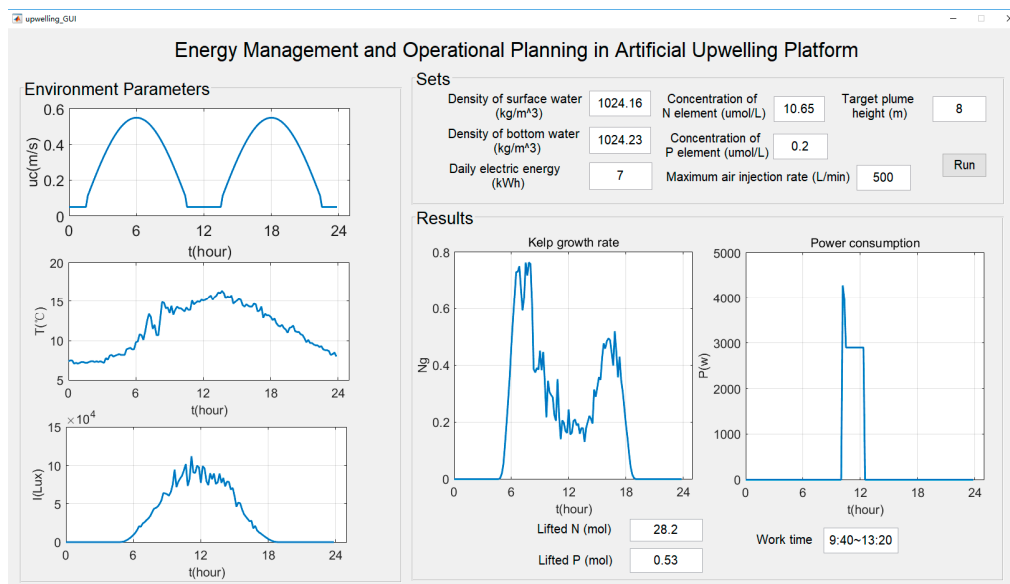 upwelling_GUI
Energy Management and Operational Planning in Artificial Upwelling Platform
Environment Parameters
0.6
0.4
0.2
0
uc(m/s)
0 6 12 18 24
t(hour)
20
15
10
5
T(℃)
0 6 12 18 24
t(hour)
×10^4
15
10
5
0
I(Lux)
0 6 12 18 24
t(hour)
Sets
Density of surface water
(kg/m^3)
1024.16
Concentration of
N element (umol/L)
10.65
Target plume
height (m)
8
Density of bottom water
(kg/m^3)
1024.23
Concentration of
P element (umol/L)
0.2
Daily electric energy
(kWh)
7
Maximum air injection rate (L/min)
500
Run
Results
Kelp growth rate
0.8
0.6
0.4
0.2
0
Ng
0 6 12 18 24
t(hour)
Power consumption
5000
4000
3000
2000
1000
0
P(w)
0 6 12 18 24
t(hour)
Lifted N (mol)
28.2
Lifted P (mol)
0.53
Work time
9:40~13:20